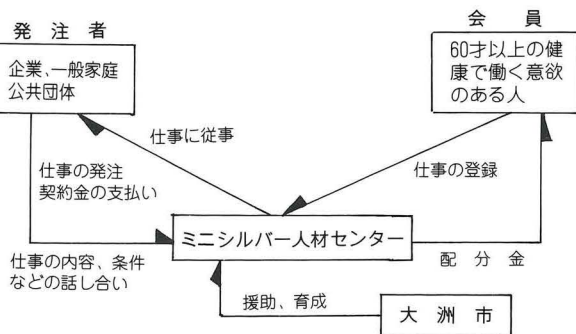 発注者
会員
企業、一般家庭
公共団体
60才以上の健
康で働く意欲
のある人
仕事に従事
仕事の発注
契約金の支払い
仕事の登録
ミニシルバー人材センター
仕事の内容、条件
などの話し合い
配分金
援助、育成
大洲市